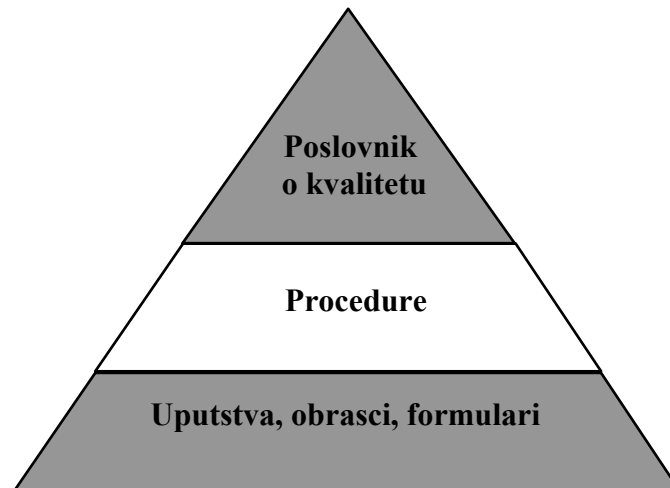 Poslovnik
o kvalitetu
Procedure
Uputstva, obrasci, formulari